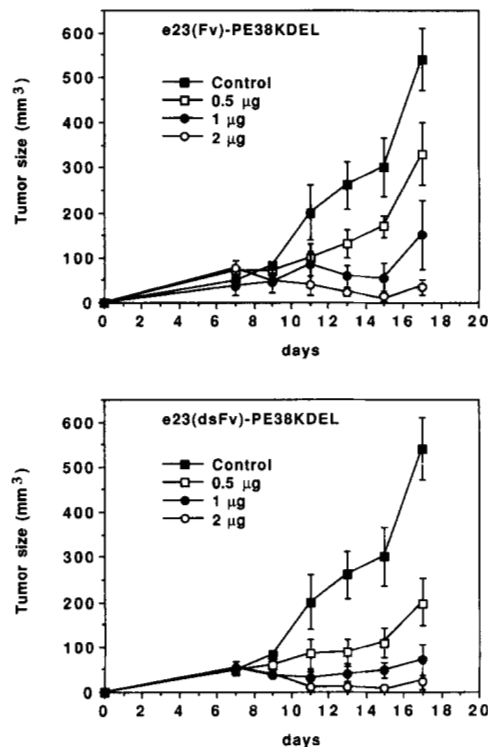 e23(Fv)-PE38KDEL
Control
0.5 µg
1 µg
2 µg
Tumor size (mm3)
600
500
400
300
200
100
0
0 2 4 6 8 10 12 14 16 18 20
days
e23(dsFv)-PE38KDEL
Control
0.5 µg
1 µg
2 µg
Tumor size (mm3)
600
500
400
300
200
100
0
0 2 4 6 8 10 12 14 16 18 20
days